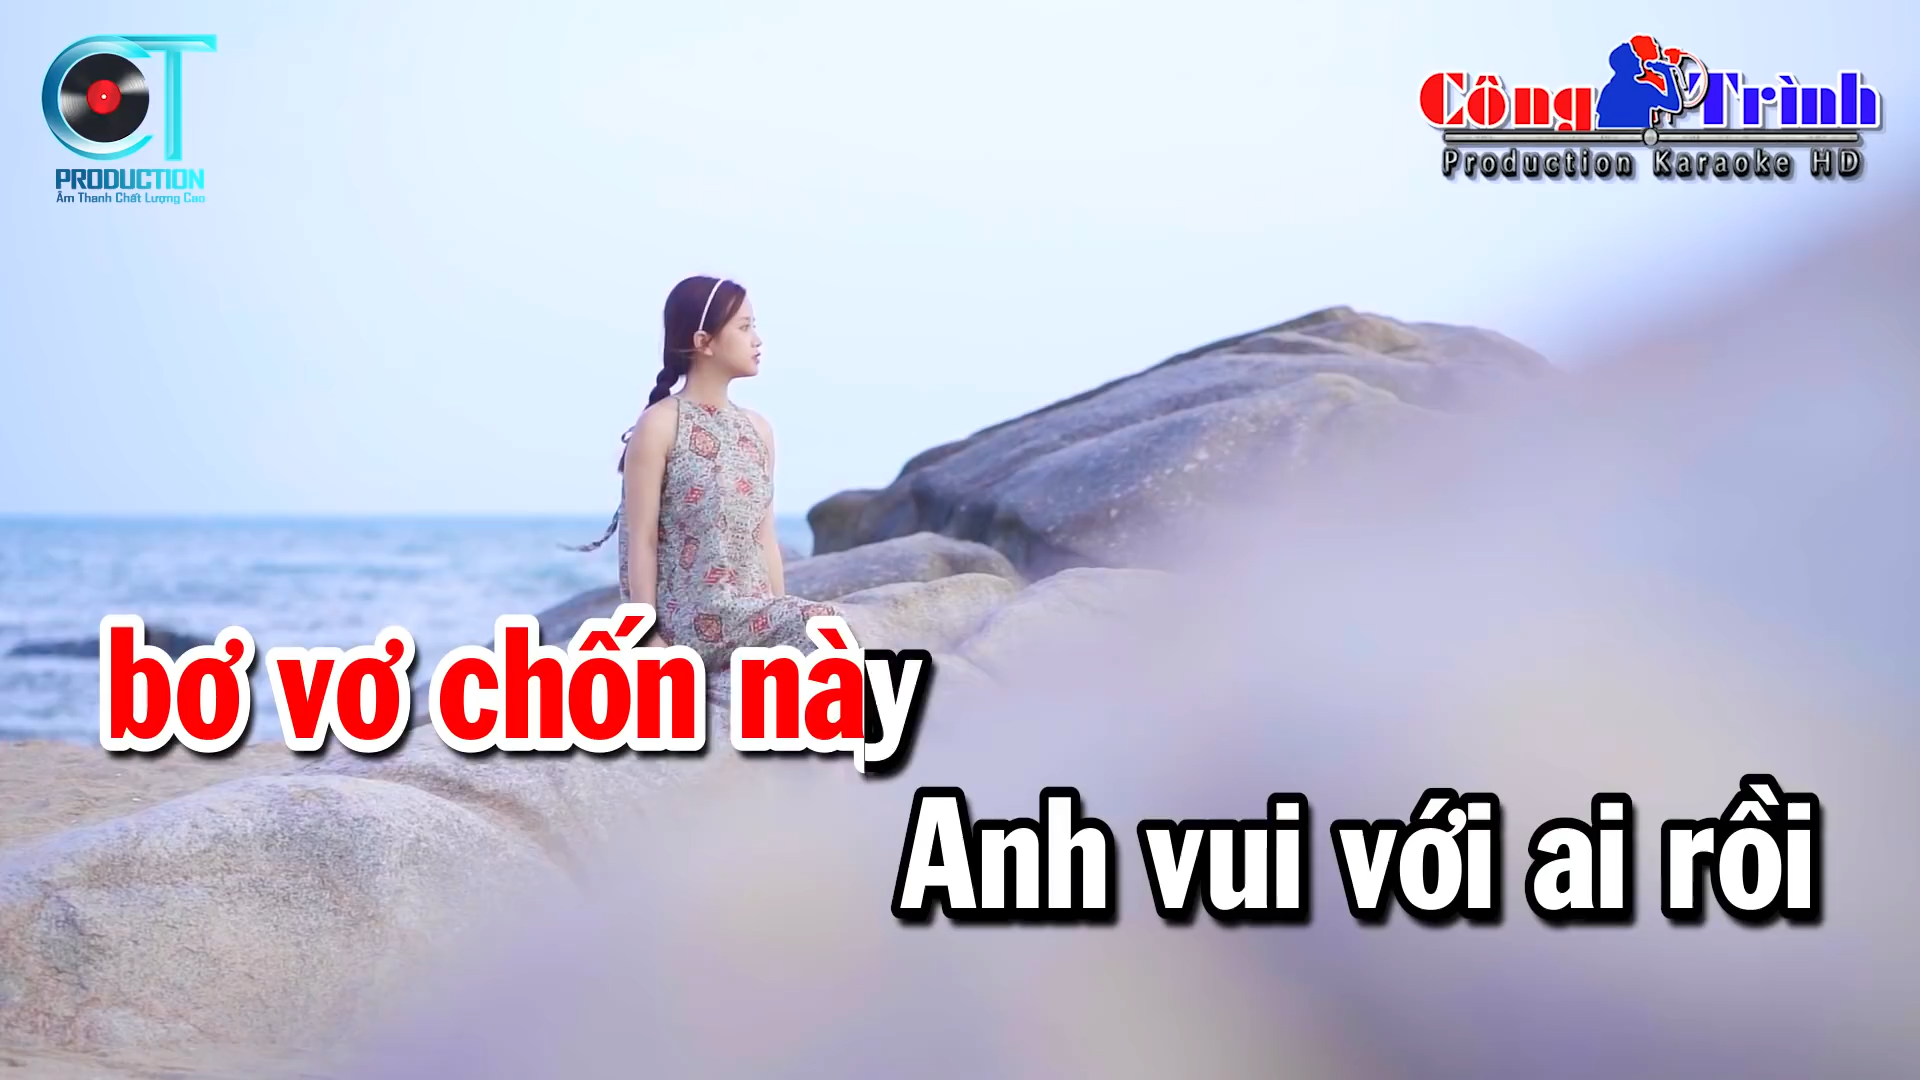 CT
PRODUCTION
Âm Thanh Chất Lượng Cao
Công Trình
Production Karaoke HD
bơ vơ chốn này
Anh vui với ai rồi